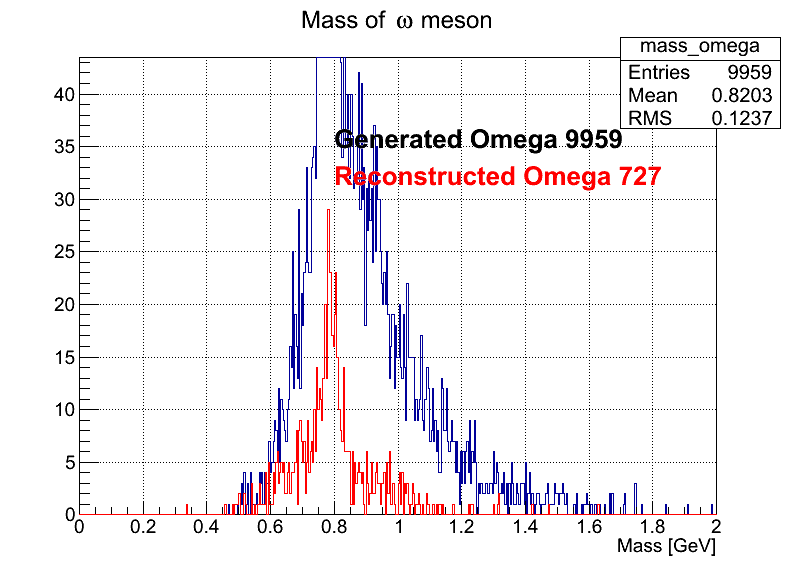 Mass of ω meson
mass_omega
Entries 9959
Mean 0.8203
RMS 0.1237
Generated Omega 9959
Reconstructed Omega 727
40
35
30
25
20
15
10
5
0
0 0.2 0.4 0.6 0.8 1 1.2 1.4 1.6 1.8 2
Mass [GeV]